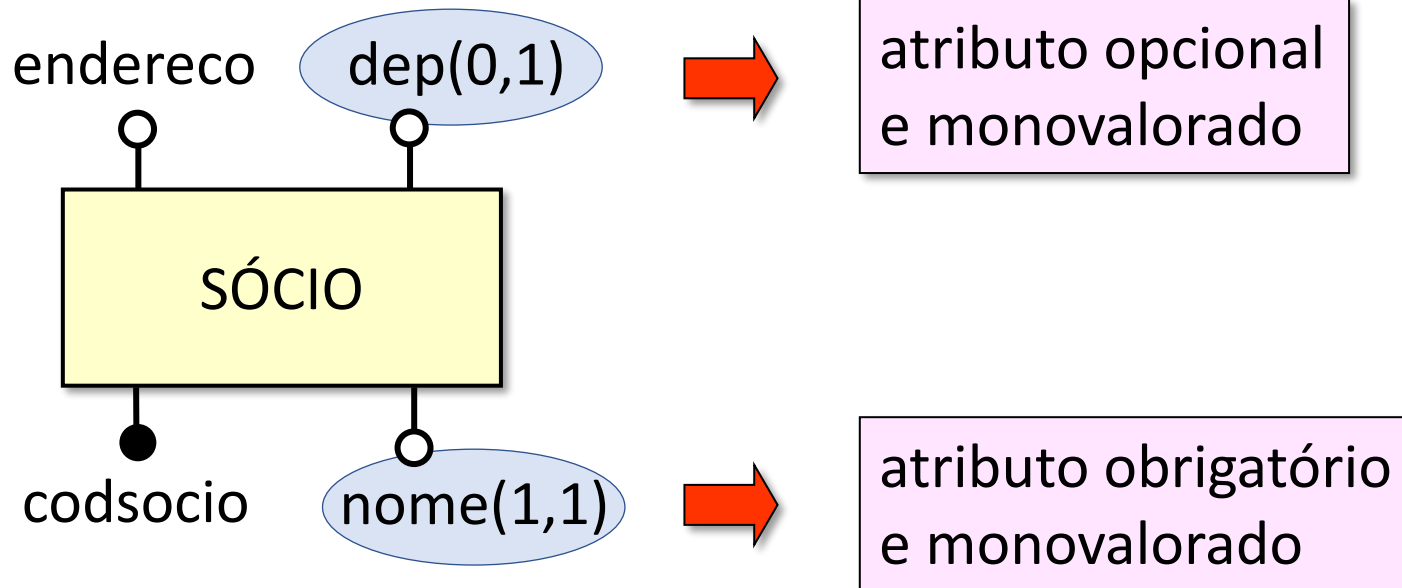 endereco
dep(0,1)
atributo opcional
e monovalorado
SÓCIO
codsocio
nome(1,1)
atributo obrigatório
e monovalorado